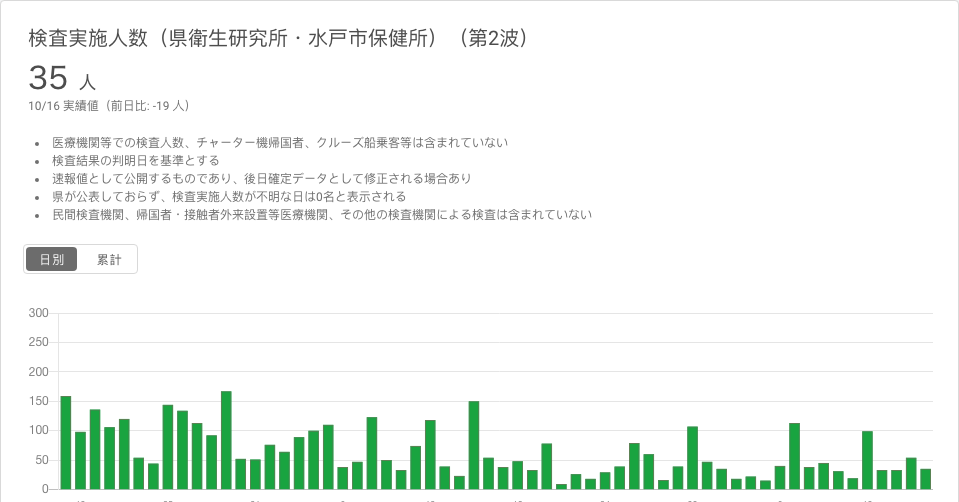 検査実施人数（県衛生研究所・水戸市保健所）（第2波）
35 人
10/16 実績値（前日比: -19 人）
医療機関等での検査人数、チャーター機帰国者、クルーズ船乗客等は含まれていない
検査結果の判明日を基準とする
速報値として公開するものであり、後日確定データとして修正される場合あり
県が公表しておらず、検査実施人数が不明な日は0名と表示される
民間検査機関、帰国者・接触者外来設置等医療機関、その他の検査機関による検査は含まれていない
日別 累計
300
250
200
150
100
50
0